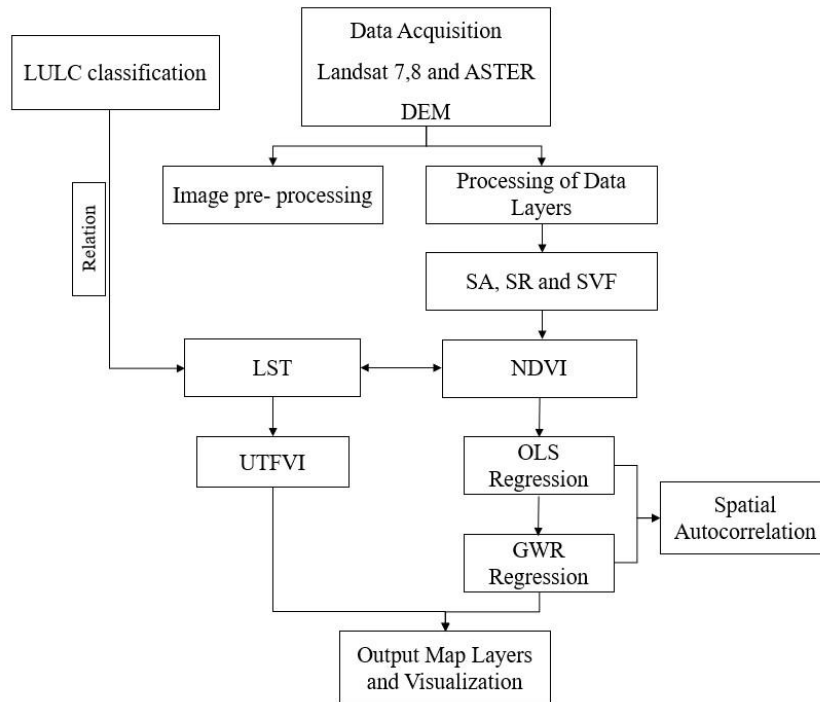 Data Acquisition
Landsat 7,8 and ASTER
DEM
LULC classification
Image pre- processing
Processing of Data
Layers
Relation
SA, SR and SVF
LST
NDVI
UTFVI
OLS
Regression
Spatial
Autocorrelation
GWR
Regression
Output Map Layers
and Visualization